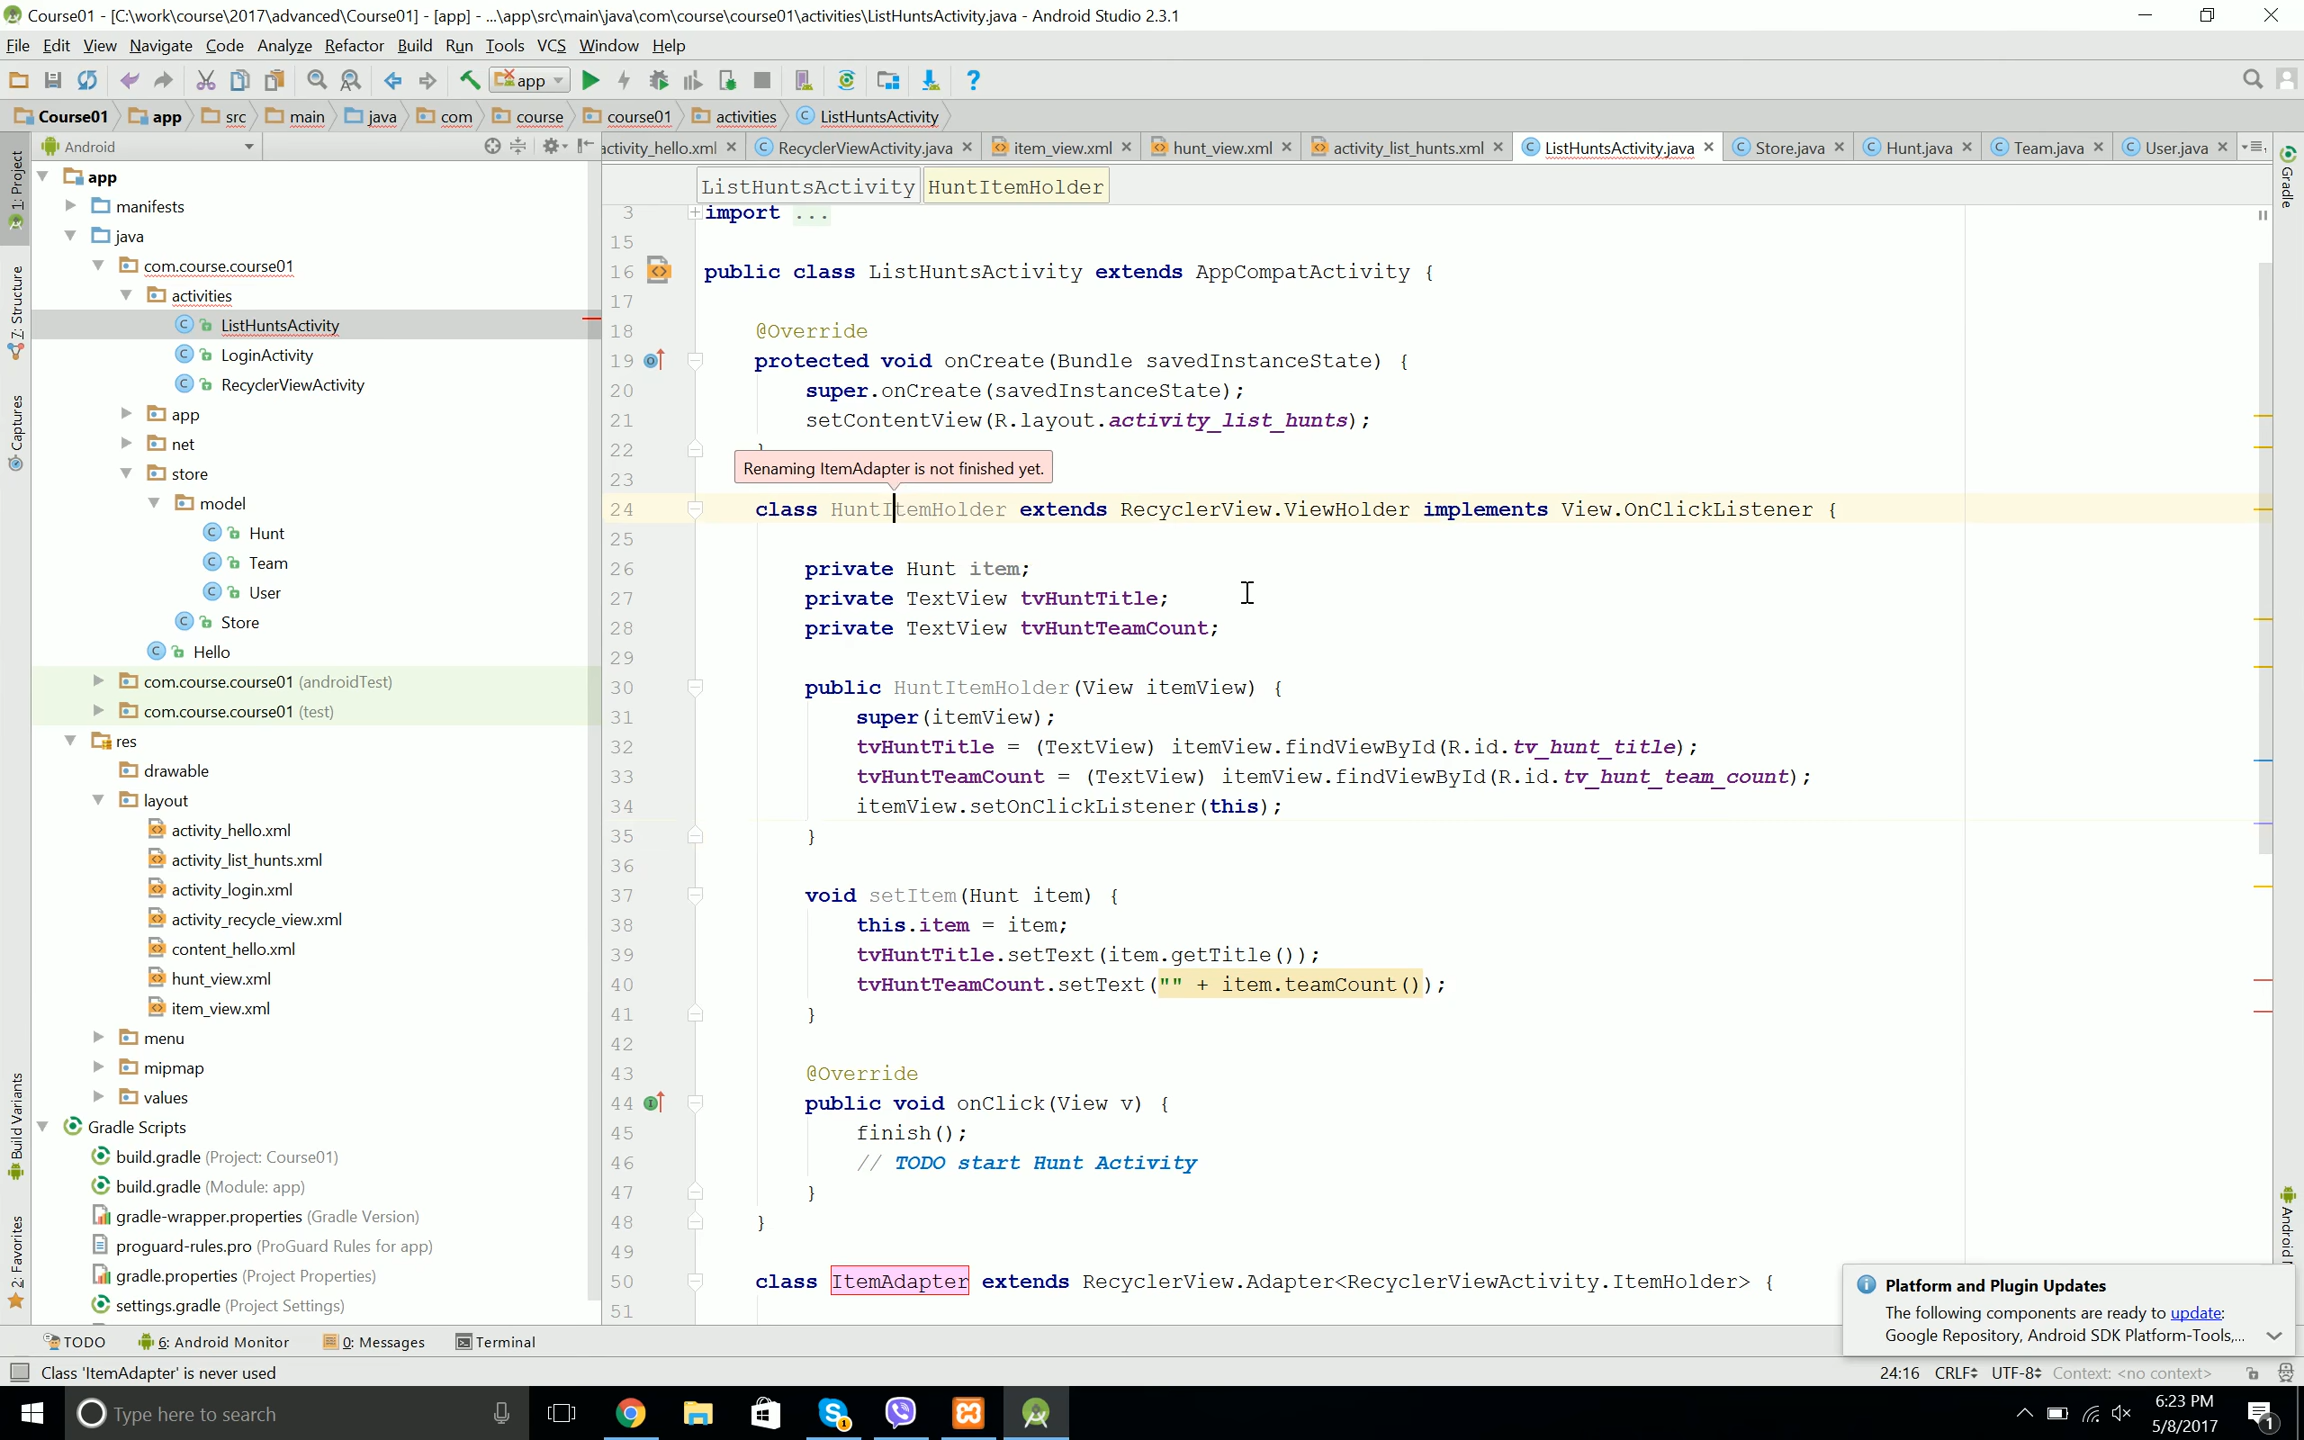 Course01 - [C:\work\course\2017\advanced\Course01] - [app] - ...\app\src\main\java\com\course\course01\activities\ListHuntsActivity.java - Android Studio 2.3.1
File Edit View Navigate Code Analyze Refactor Build Run Tools VCS Window Help
app
Course01 app src main java com course course01 activities ListHuntsActivity
Android
activity_hello.xml RecyclerViewActivity.java item_view.xml hunt_view.xml activity_list_hunts.xml ListHuntsActivity.java Store.java Hunt.java Team.java User.java
ListHuntsActivity HuntItemHolder
1: Project
7: Structure
Captures
Build Variants
2: Favorites
Gradle
app
manifests
java
com.course.course01
activities
ListHuntsActivity
LoginActivity
RecyclerViewActivity
app
net
store
model
Hunt
Team
User
Store
Hello
com.course.course01 (androidTest)
com.course.course01 (test)
res
drawable
layout
activity_hello.xml
activity_list_hunts.xml
activity_login.xml
activity_recycle_view.xml
content_hello.xml
hunt_view.xml
item_view.xml
menu
mipmap
values
Gradle Scripts
build.gradle (Project: Course01)
build.gradle (Module: app)
gradle-wrapper.properties (Gradle Version)
proguard-rules.pro (ProGuard Rules for app)
gradle.properties (Project Properties)
settings.gradle (Project Settings)
3 import ...
15
16 public class ListHuntsActivity extends AppCompatActivity {
17
18 @Override
19 protected void onCreate(Bundle savedInstanceState) {
20 super.onCreate(savedInstanceState);
21 setContentView(R.layout.activity_list_hunts);
22 }
Renaming ItemAdapter is not finished yet.
23
24 class HuntItemHolder extends RecyclerView.ViewHolder implements View.OnClickListener {
25
26 private Hunt item;
27 private TextView tvHuntTitle;
28 private TextView tvHuntTeamCount;
29
30 public HuntItemHolder(View itemView) {
31 super(itemView);
32 tvHuntTitle = (TextView) itemView.findViewById(R.id.tv_hunt_title);
33 tvHuntTeamCount = (TextView) itemView.findViewById(R.id.tv_hunt_team_count);
34 itemView.setOnClickListener(this);
35 }
36
37 void setItem(Hunt item) {
38 this.item = item;
39 tvHuntTitle.setText(item.getTitle());
40 tvHuntTeamCount.setText("" + item.teamCount());
41 }
42
43 @Override
44 public void onClick(View v) {
45 finish();
46 // TODO start Hunt Activity
47 }
48 }
49
50 class ItemAdapter extends RecyclerView.Adapter<RecyclerViewActivity.ItemHolder> {
51
Platform and Plugin Updates
The following components are ready to update:
Google Repository, Android SDK Platform-Tools,...
TODO 6: Android Monitor 0: Messages Terminal
Class 'ItemAdapter' is never used
24:16 CRLF UTF-8 Context: <no context>
Type here to search
6:23 PM
5/8/2017
1